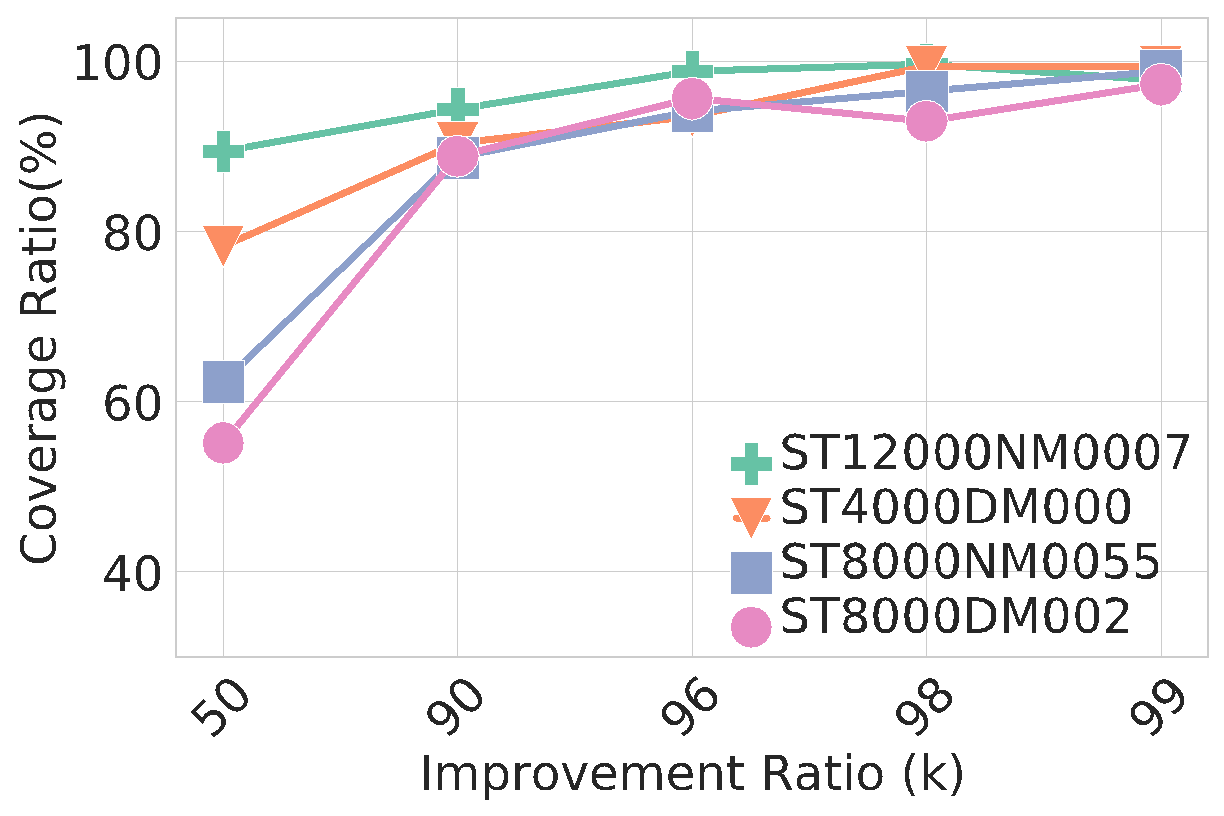 100
80
60
40
Coverage Ratio(%)
ST12000NM0007
ST4000DM000
ST8000NM0055
ST8000DM002
50 90 96 98 99
Improvement Ratio (k)